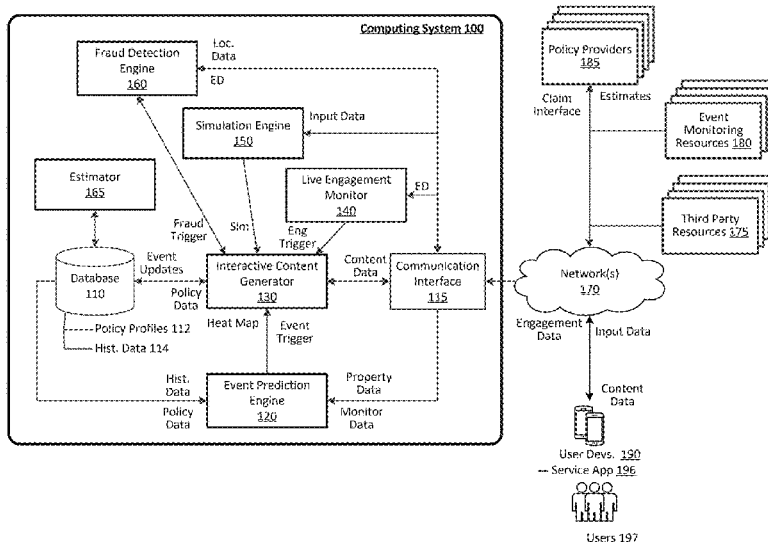 Computing System 100
Fraud Detection
Engine
160
Loc.
Data
ED
Simulation Engine
150
Input Data
Estimator
165
Live Engagement
Monitor
140
ED
Fraud
Trigger
Sim
Eng
Trigger
Database
110
Event
Updates
Policy
Data
Interactive Content
Generator
130
Content
Data
Communication
Interface
115
Policy Profiles 112
Hist. Data 114
Heat Map
Event
Trigger
Hist.
Data
Policy
Data
Event Prediction
Engine
120
Property
Data
Monitor
Data
Policy Providers
185
Claim
Interface
Estimates
Event
Monitoring
Resources 180
Third Party
Resources 175
Network(s)
170
Engagement
Data
Input Data
Content
Data
User Devs. 190
Service App 196
Users 197